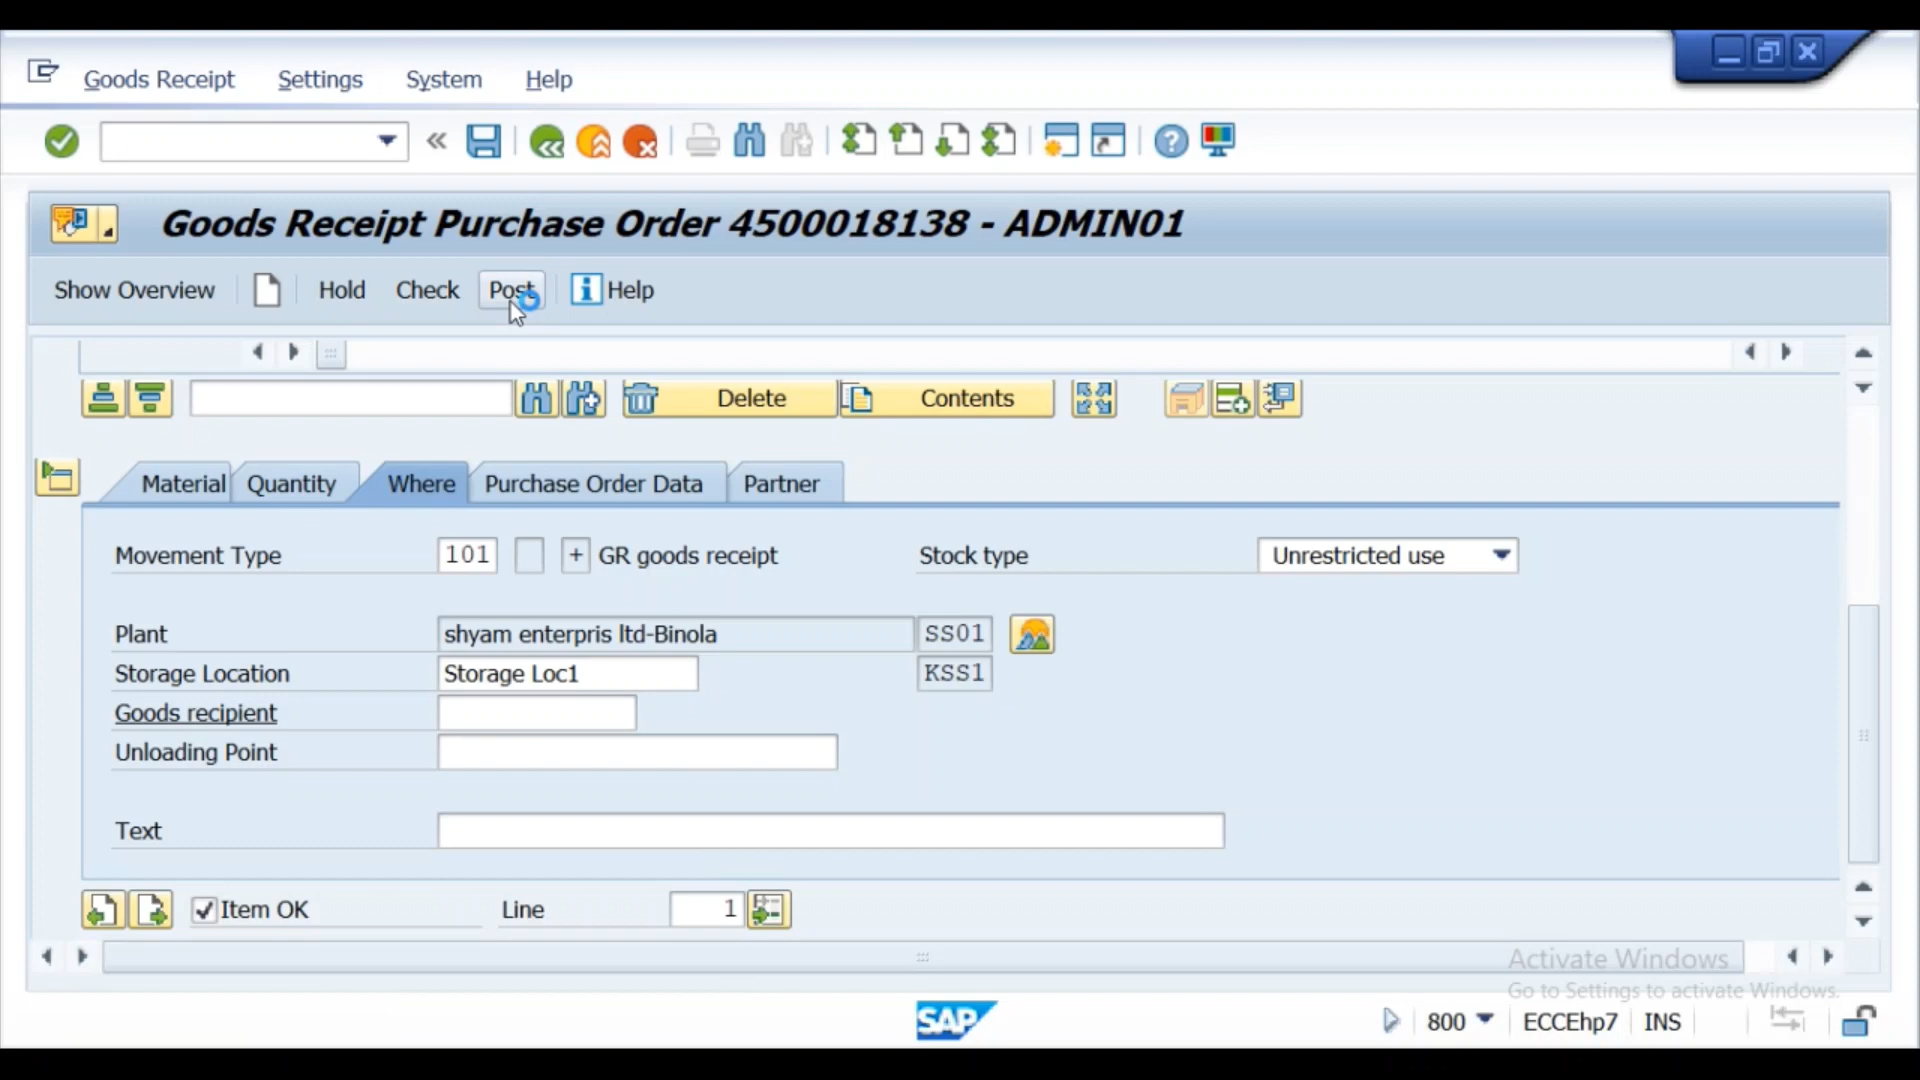 Goods Receipt Settings System Help
Goods Receipt Purchase Order 4500018138 - ADMIN01
Show Overview Hold Check Post Help
Delete Contents
Material Quantity Where Purchase Order Data Partner
Movement Type 101 + GR goods receipt Stock type Unrestricted use
Plant shyam enterpris ltd-Binola SS01
Storage Location Storage Loc1 KSS1
Goods recipient
Unloading Point
Text
Item OK Line 1
Activate Windows
Go to Settings to activate Windows.
SAP 800 ECCEhp7 INS